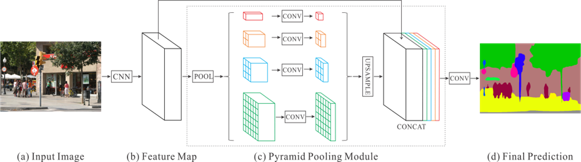 CNN
POOL
CONV
CONV
CONV
CONV
UPSAMPLE
CONCAT
CONV
(a) Input Image
(b) Feature Map
(c) Pyramid Pooling Module
(d) Final Prediction